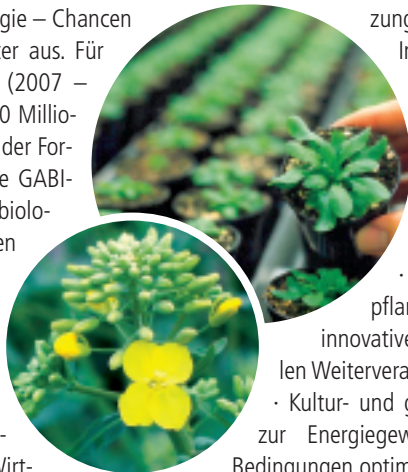 gie – Chancen
ter aus. Für
(2007 –
0 Millio-
der For-
e GABI-
biolo-
en
-
Wirt-
zung
In
·
pflan
innovative
len Weitervera
· Kultur- und g
zur Energiegew
Bedingungen optim